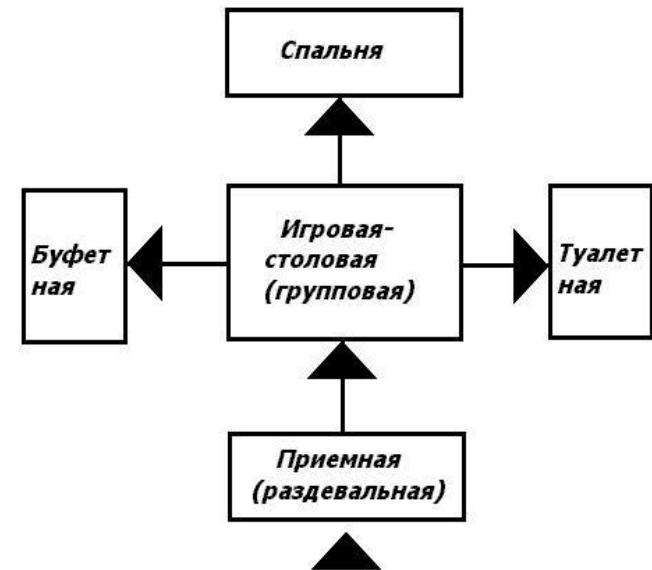 Спальня
Буфет
ная
Игровая-
столовая
(групповая)
Туалет
ная
Приемная
(раздевальная)